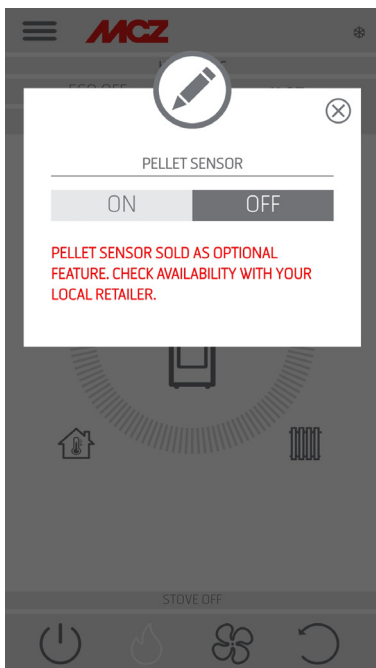 MCZ
PELLET SENSOR
ON OFF
PELLET SENSOR SOLD AS OPTIONAL
FEATURE. CHECK AVAILABILITY WITH YOUR
LOCAL RETAILER.
STOVE OFF